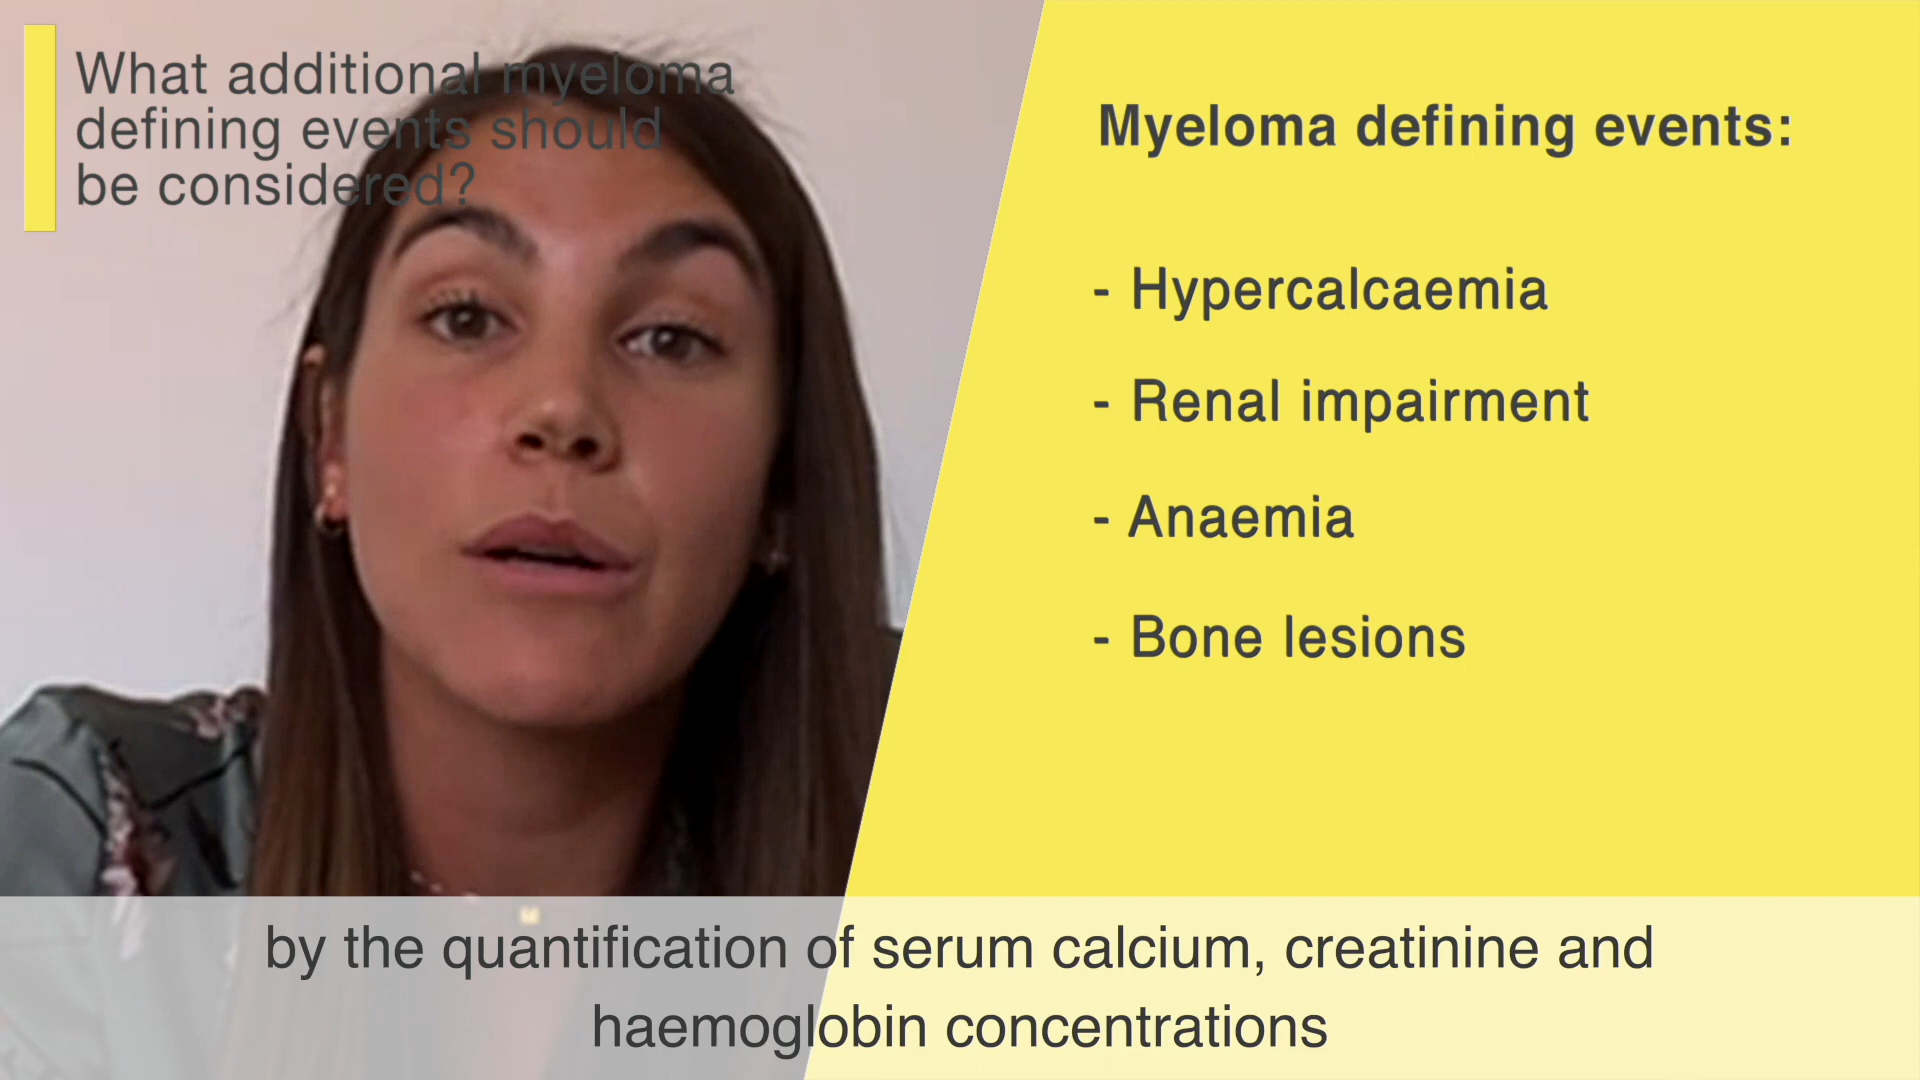 What additional myeloma
defining events should
be considered?
Myeloma defining events:
- Hypercalcaemia
- Renal impairment
- Anaemia
- Bone lesions
by the quantification of serum calcium, creatinine and
haemoglobin concentrations